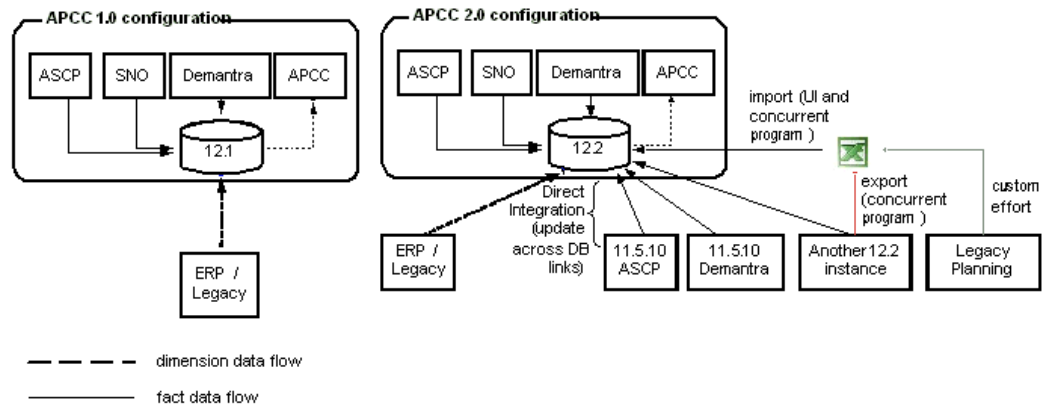 APCC 1.0 configuration
ASCP
SNO
Demantra
APCC
12.1
ERP /
Legacy
APCC 2.0 configuration
ASCP
SNO
Demantra
APCC
12.2
import (UI and
concurrent
program )
export
(concurrent
program )
custom
effort
Direct
Integration
(update
across DB
links)
ERP /
Legacy
11.5.10
ASCP
11.5.10
Demantra
Another 12.2
instance
Legacy
Planning
dimension data flow
fact data flow